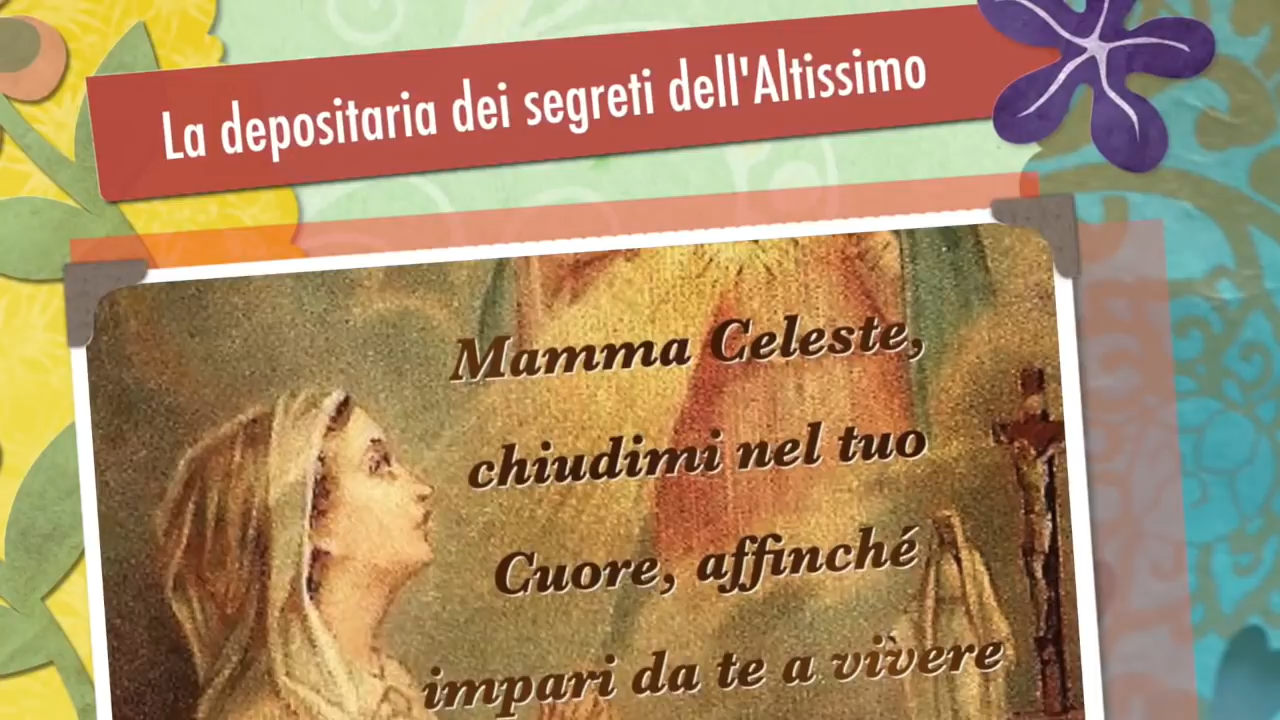 La depositaria dei segreti dell'Altissimo
Mamma Celeste,
chiudimi nel tuo
Cuore, affinché
impari da te a vivere